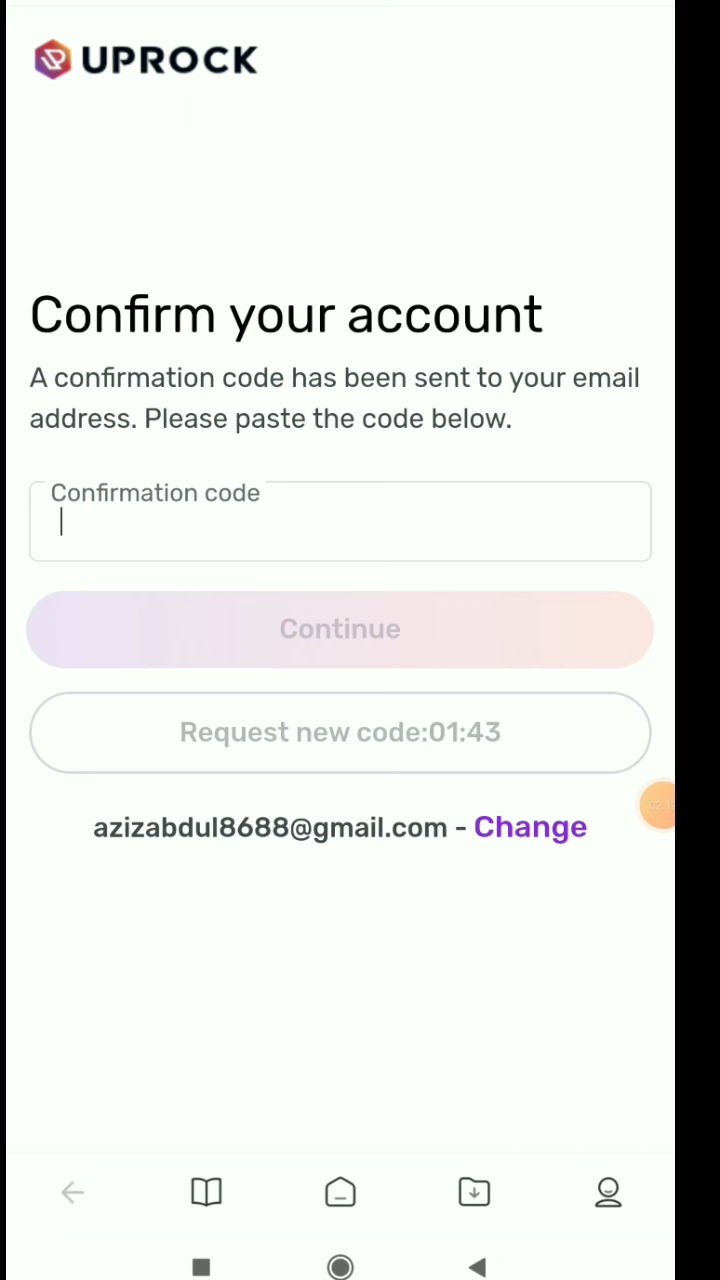 UPROCK
Confirm your account
A confirmation code has been sent to your email
address. Please paste the code below.
Confirmation code
Continue
Request new code:01:43
azizabdul8688@gmail.com - Change